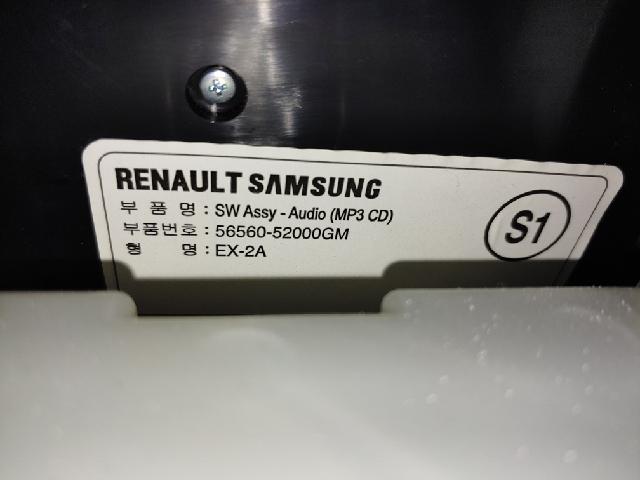 RENAULT SAMSUNG
부 품 명 : SW Assy - Audio (MP3 CD)
부품번호 : 56560-52000GM
형 명 : EX-2A
S1